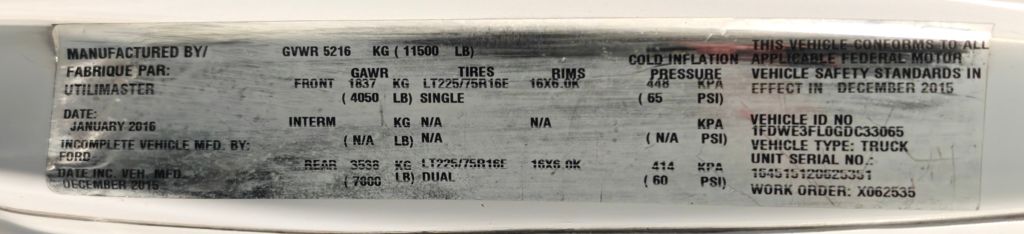 MANUFACTURED BY/
FABRIQUE PAR:
UTILIMASTER
DATE:
JANUARY 2016
INCOMPLETE VEHICLE MFD. BY:
FORD
DATE INC. VEH. MFD.
DECEMBER 2015
GVWR 5216 KG ( 11500 LB)
GAWR TIRES RIMS COLD INFLATION PRESSURE
FRONT 1837 KG LT225/75R16E 16X6.0K 448 KPA
( 4050 LB) SINGLE ( 65 PSI)
INTERM KG N/A N/A KPA
( N/A LB) N/A ( N/A PSI)
REAR 3538 KG LT225/75R16E 16X6.0K 414 KPA
( 7800 LB) DUAL ( 60 PSI)
THIS VEHICLE CONFORMS TO ALL
APPLICABLE FEDERAL MOTOR
VEHICLE SAFETY STANDARDS IN
EFFECT IN DECEMBER 2015
VEHICLE ID NO
1FDWE3FL0GDC33065
VEHICLE TYPE: TRUCK
UNIT SERIAL NO.:
164515120625351
WORK ORDER: X062535